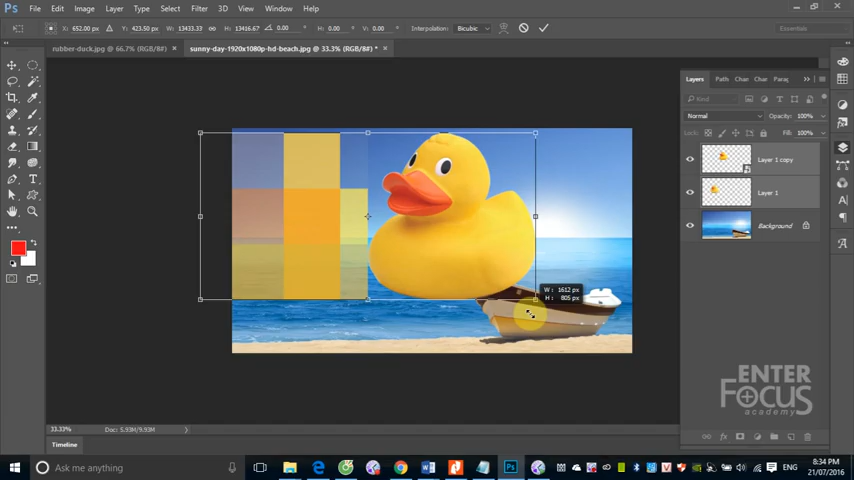 Ps File Edit Image Layer Type Select Filter 3D View Window Help
X: 652.00 px Y: 423.50 px W: 13433.33 H: 13416.67 0.00 H: 0.00 V: 0.00 Interpolation: Bicubic Essentials
rubber-duck.jpg @ 66.7% (RGB/8#) × sunny-day-1920x1080p-hd-beach.jpg @ 33.3% (RGB/8#) * ×
Layers Path Char Char Parag
Kind
Normal Opacity: 100%
Lock: Fill: 100%
Layer 1 copy
Layer 1
Background
W: 1612 px
H: 805 px
ENTER
FOCUS
academy
33.33% Doc: 5.93M/9.93M
Timeline
Ask me anything
ENG
8:34 PM
21/07/2016